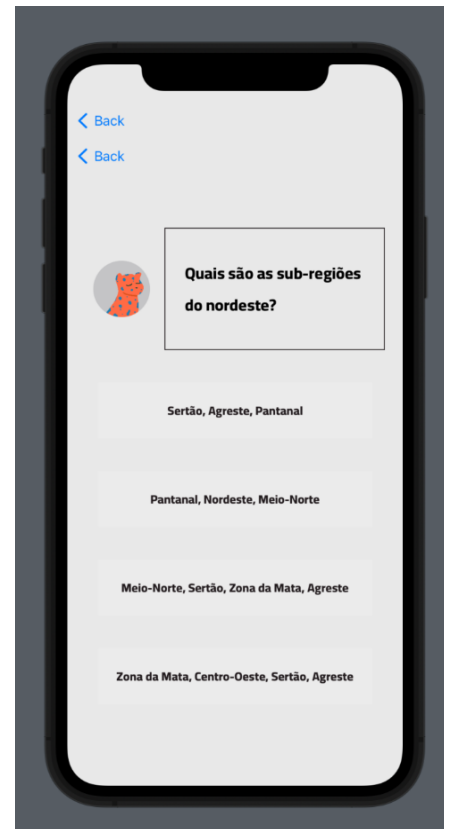 Back
Back
Quais são as sub-regiões
do nordeste?
Sertão, Agreste, Pantanal
Pantanal, Nordeste, Meio-Norte
Meio-Norte, Sertão, Zona da Mata, Agreste
Zona da Mata, Centro-Oeste, Sertão, Agreste